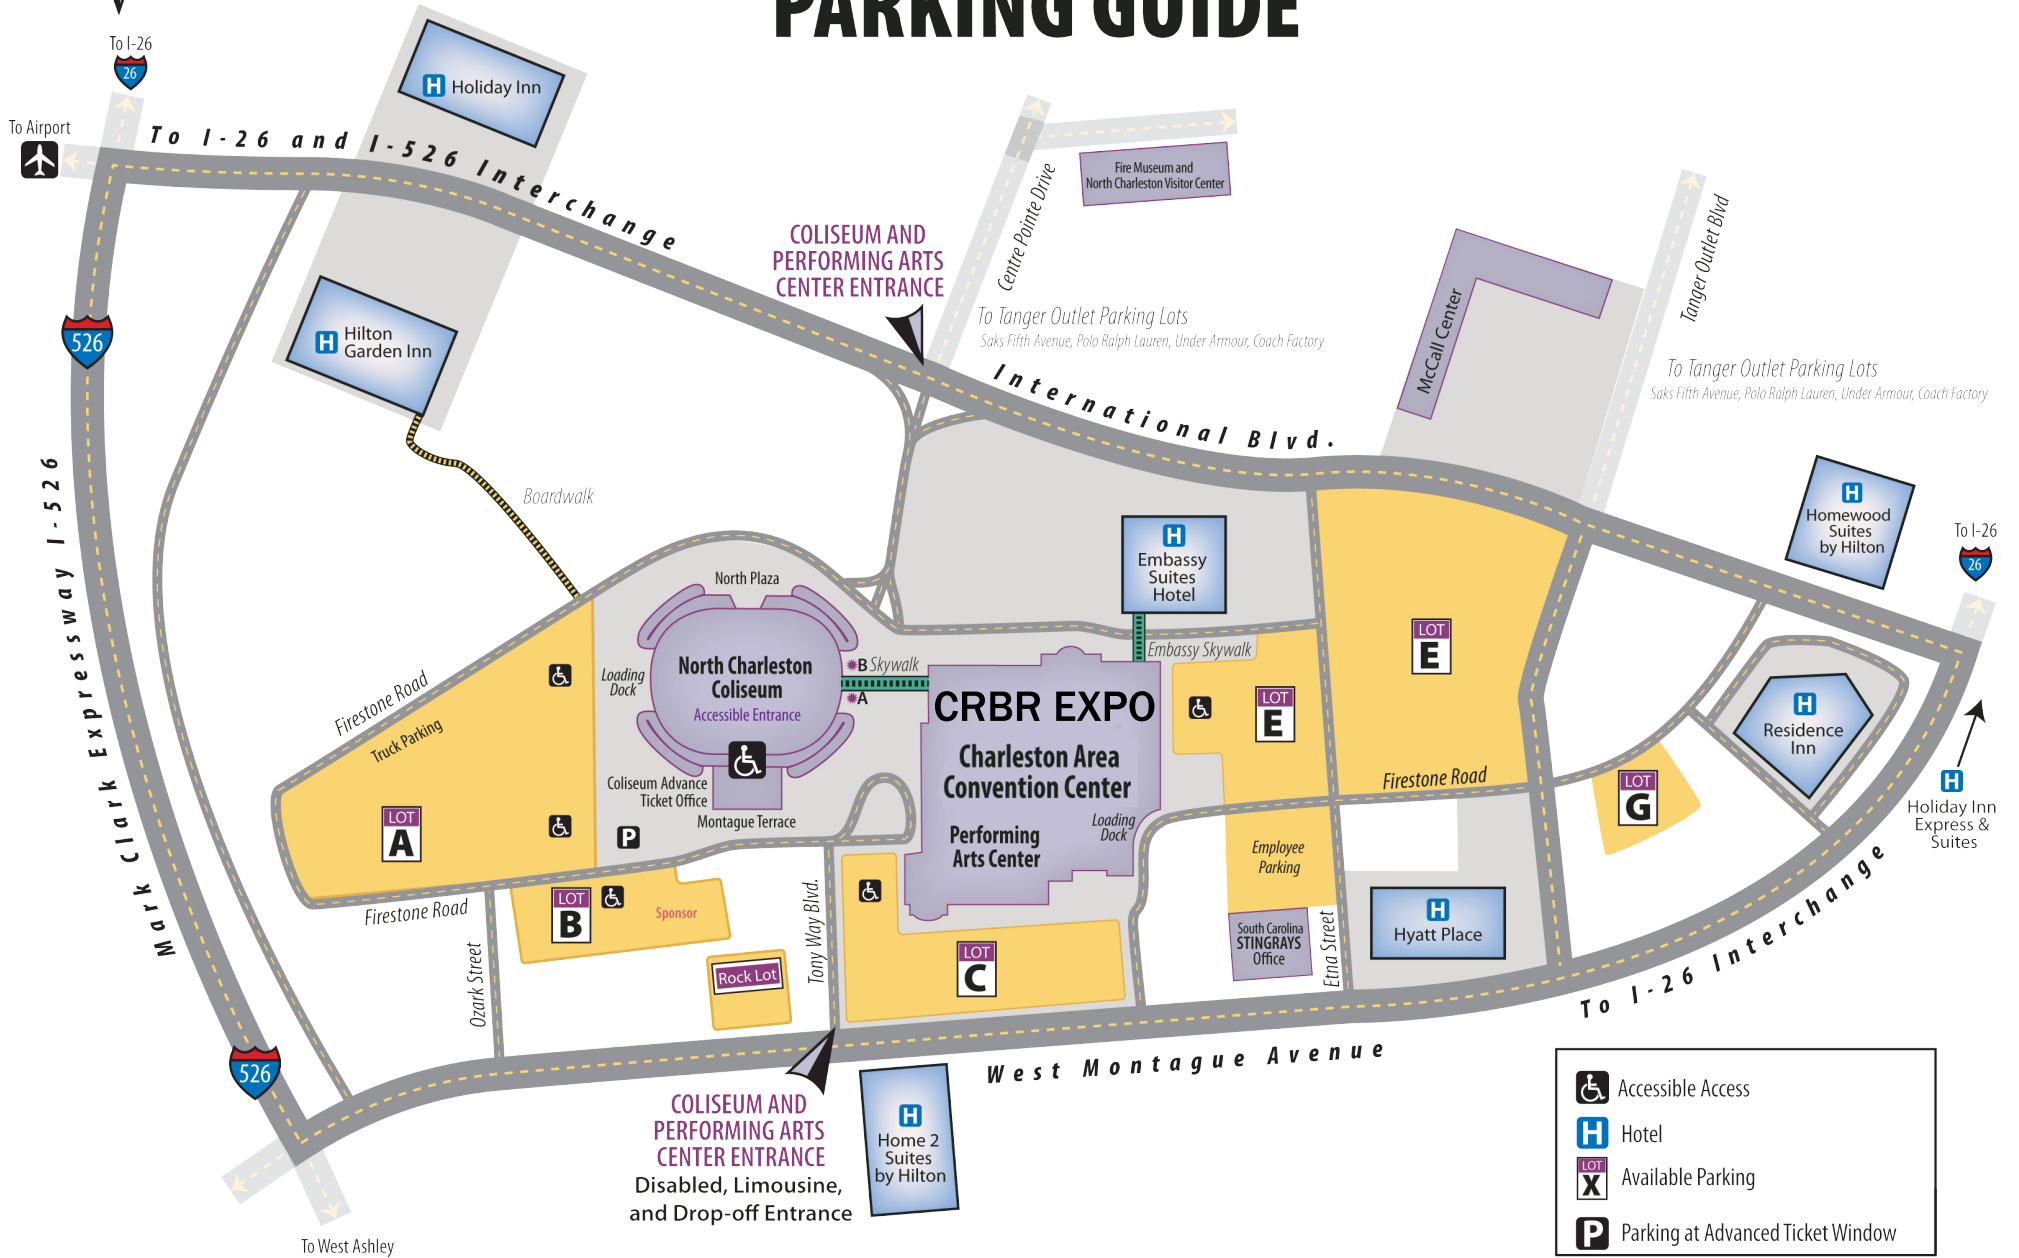 PARKING GUIDE
To I-26
26
To Airport
To I-26 and I-526 Interchange
Holiday Inn
Hilton
Garden Inn
526
Mark Clark Expressway I-526
Boardwalk
COLISEUM AND
PERFORMING ARTS
CENTER ENTRANCE
Centre Pointe Drive
Fire Museum and
North Charleston Visitor Center
To Tanger Outlet Parking Lots
Saks Fifth Avenue, Polo Ralph Lauren, Under Armour, Coach Factory
International Blvd.
McCall Center
Tanger Outlet Blvd
To Tanger Outlet Parking Lots
Saks Fifth Avenue, Polo Ralph Lauren, Under Armour, Coach Factory
Homewood
Suites
by Hilton
To I-26
26
Embassy
Suites
Hotel
Embassy Skywalk
North Plaza
Loading
Dock
North Charleston
Coliseum
Accessible Entrance
B Skywalk
A
Coliseum Advance
Ticket Office
Montague Terrace
P
CRBR EXPO
Charleston Area
Convention Center
Performing
Arts Center
Loading
Dock
LOT
E
LOT
E
Firestone Road
Truck Parking
LOT
A
Firestone Road
LOT
B
Sponsor
Rock Lot
Ozark Street
Tony Way Blvd.
LOT
C
Employee
Parking
South Carolina
STINGRAYS
Office
Etna Street
Firestone Road
Hyatt Place
LOT
G
Residence
Inn
Holiday Inn
Express &
Suites
To I-26 Interchange
West Montague Avenue
526
COLISEUM AND
PERFORMING ARTS
CENTER ENTRANCE
Disabled, Limousine,
and Drop-off Entrance
Home 2
Suites
by Hilton
To West Ashley
Accessible Access
H Hotel
LOT
X
Available Parking
P Parking at Advanced Ticket Window